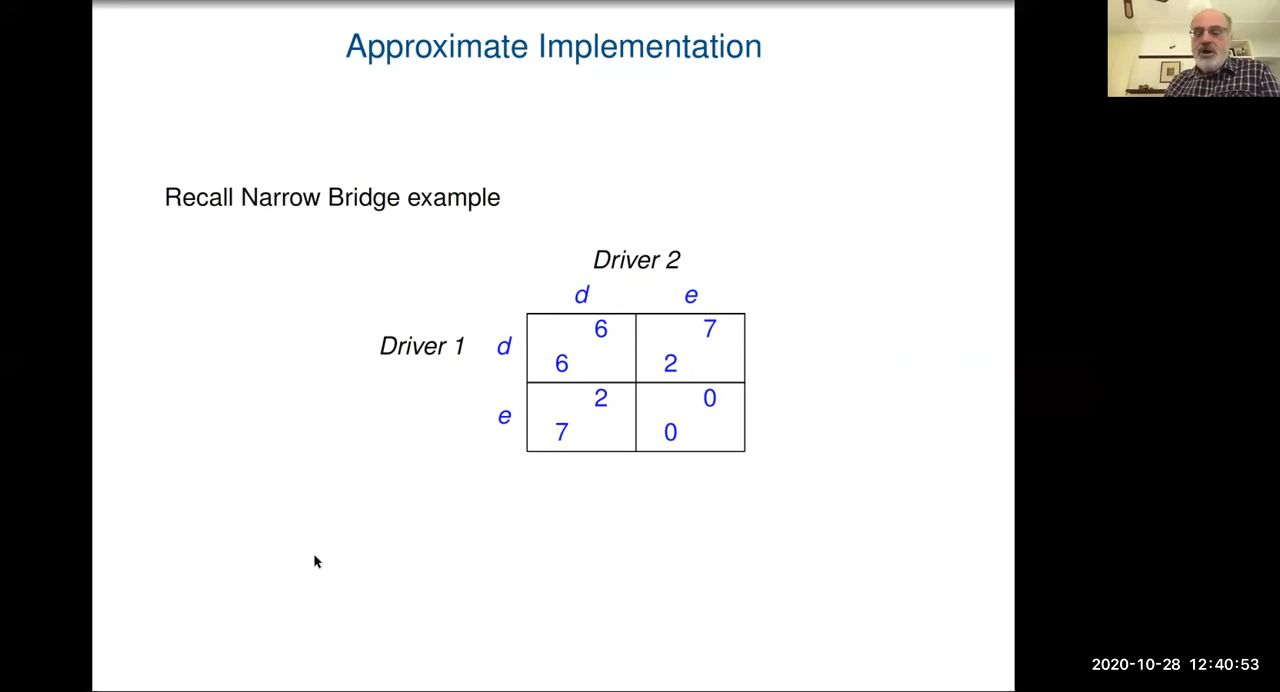 Approximate Implementation
Recall Narrow Bridge example
Driver 2
d e
6 7
Driver 1 d
6 2
2 0
e
7 0
2020-10-28 12:40:53